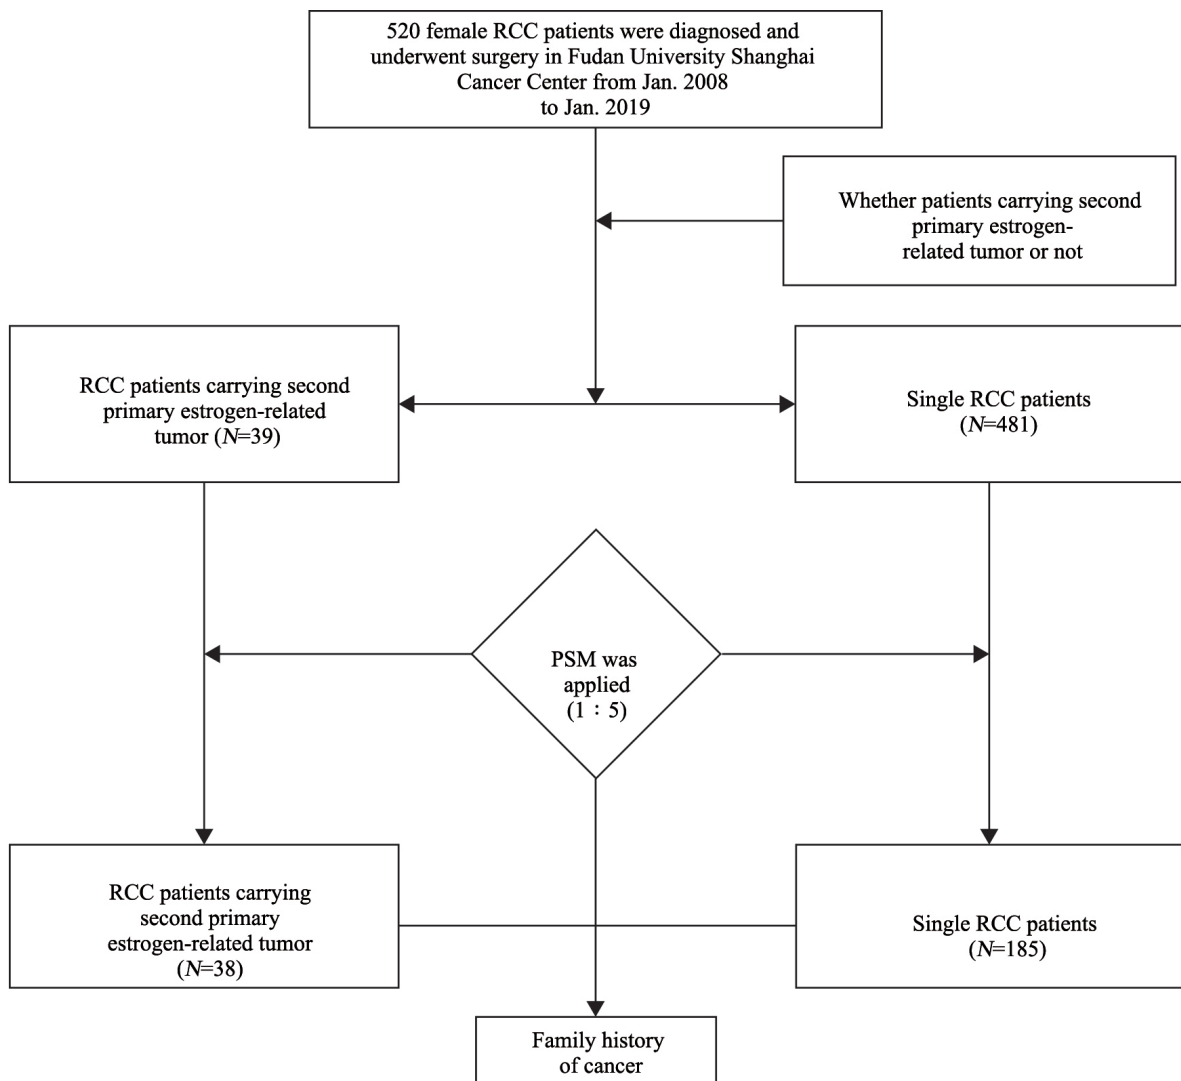 520 female RCC patients were diagnosed and
underwent surgery in Fudan University Shanghai
Cancer Center from Jan. 2008
to Jan. 2019
Whether patients carrying second
primary estrogen-
related tumor or not
RCC patients carrying second
primary estrogen-related
tumor (N=39)
Single RCC patients
(N=481)
PSM was
applied
(1：5)
RCC patients carrying
second primary
estrogen-related tumor
(N=38)
Single RCC patients
(N=185)
Family history
of cancer